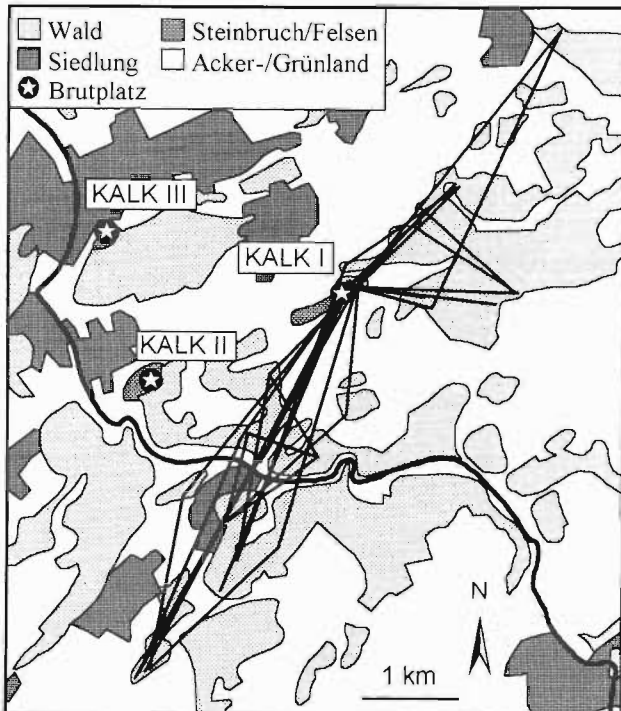 Wald
Steinbruch/Felsen
Siedlung
Acker-/Grünland
Brutplatz
KALK III
KALK I
KALK II
N
1 km